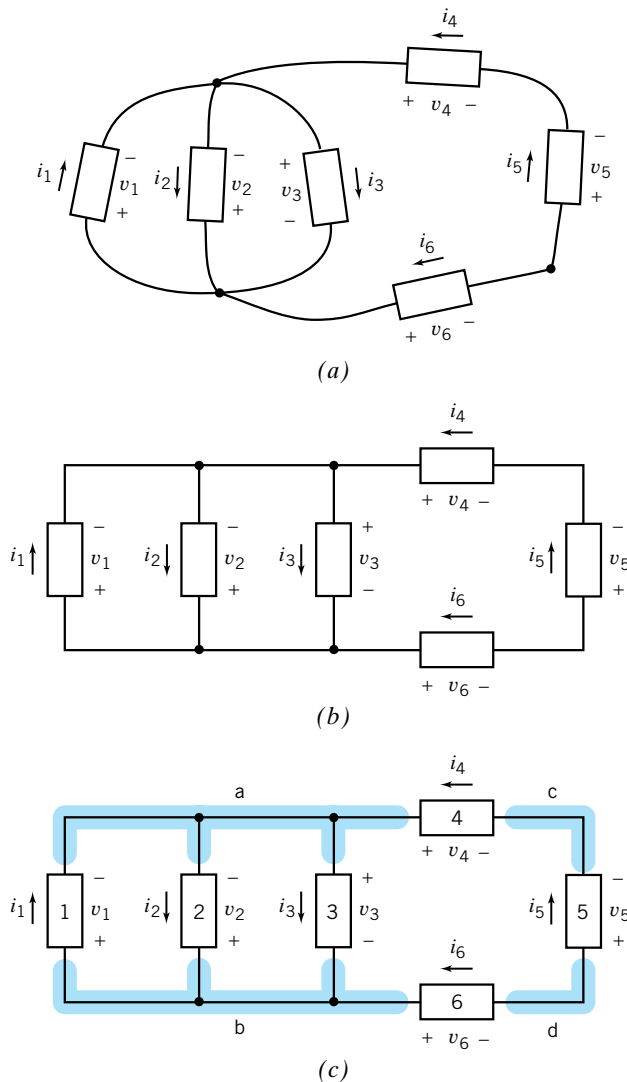 i4
+ v4 −
i1 − v1 + i2 − v2 + + v3 − i3 i5 − v5 +
i6
+ v6 −
(a)
i4
+ v4 −
i1 − v1 + i2 − v2 + i3 + v3 − i5 − v5 +
i6
+ v6 −
(b)
i4
a 4 c
+ v4 −
i1 1 − v1 + i2 2 − v2 + i3 3 + v3 − i5 5 − v5 +
i6
b 6 d
+ v6 −
(c)